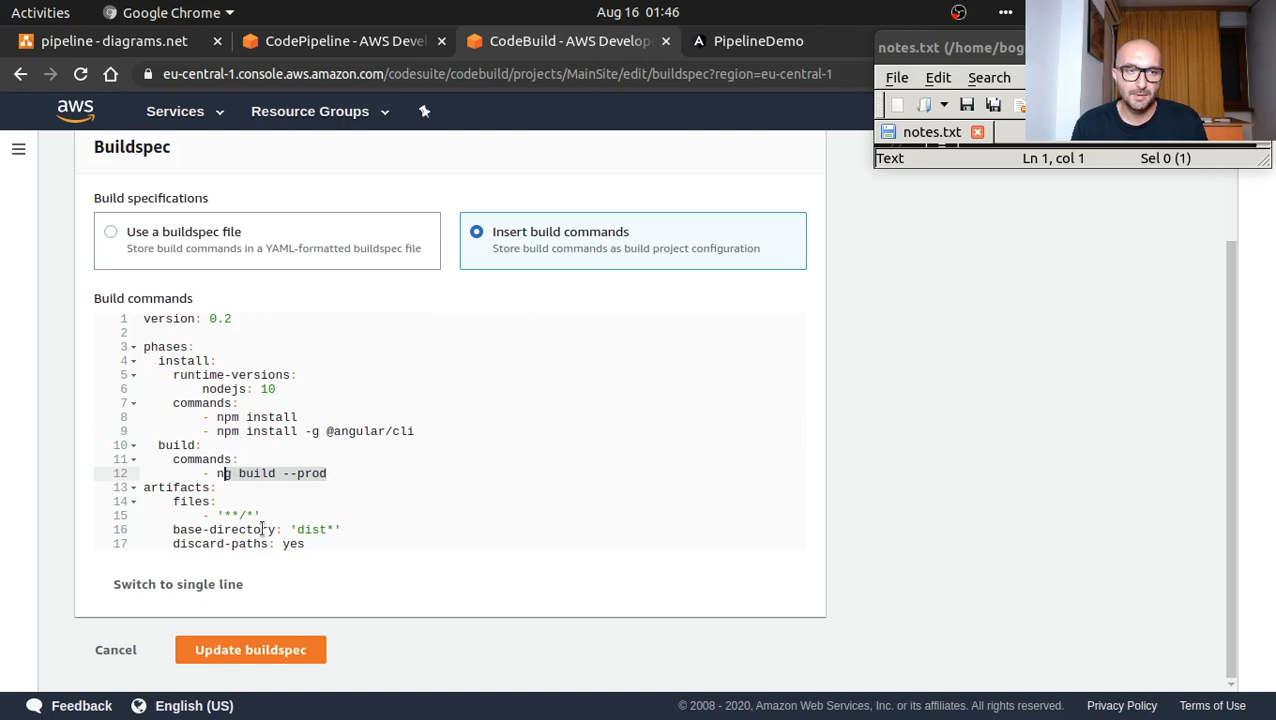 Activities
Google Chrome
Aug 16 01:46
pipeline - diagrams.net
CodePipeline - AWS Devel
CodeBuild - AWS Develop
PipelineDemo
eu-central-1.console.aws.amazon.com/codesuite/codebuild/projects/MainSite/edit/buildspec?region=eu-central-1
notes.txt (/home/bog
File Edit Search
notes.txt
Text Ln 1, col 1 Sel 0 (1)
aws
Services
Resource Groups
Buildspec
Build specifications
Use a buildspec file
Store build commands in a YAML-formatted buildspec file
Insert build commands
Store build commands as build project configuration
Build commands
1 version: 0.2
2
3 phases:
4 install:
5 runtime-versions:
6 nodejs: 10
7 commands:
8 - npm install
9 - npm install -g @angular/cli
10 build:
11 commands:
12 - ng build --prod
13 artifacts:
14 files:
15 - '**/*'
16 base-directory: 'dist*'
17 discard-paths: yes
Switch to single line
Cancel
Update buildspec
Feedback
English (US)
© 2008 - 2020, Amazon Web Services, Inc. or its affiliates. All rights reserved.
Privacy Policy
Terms of Use